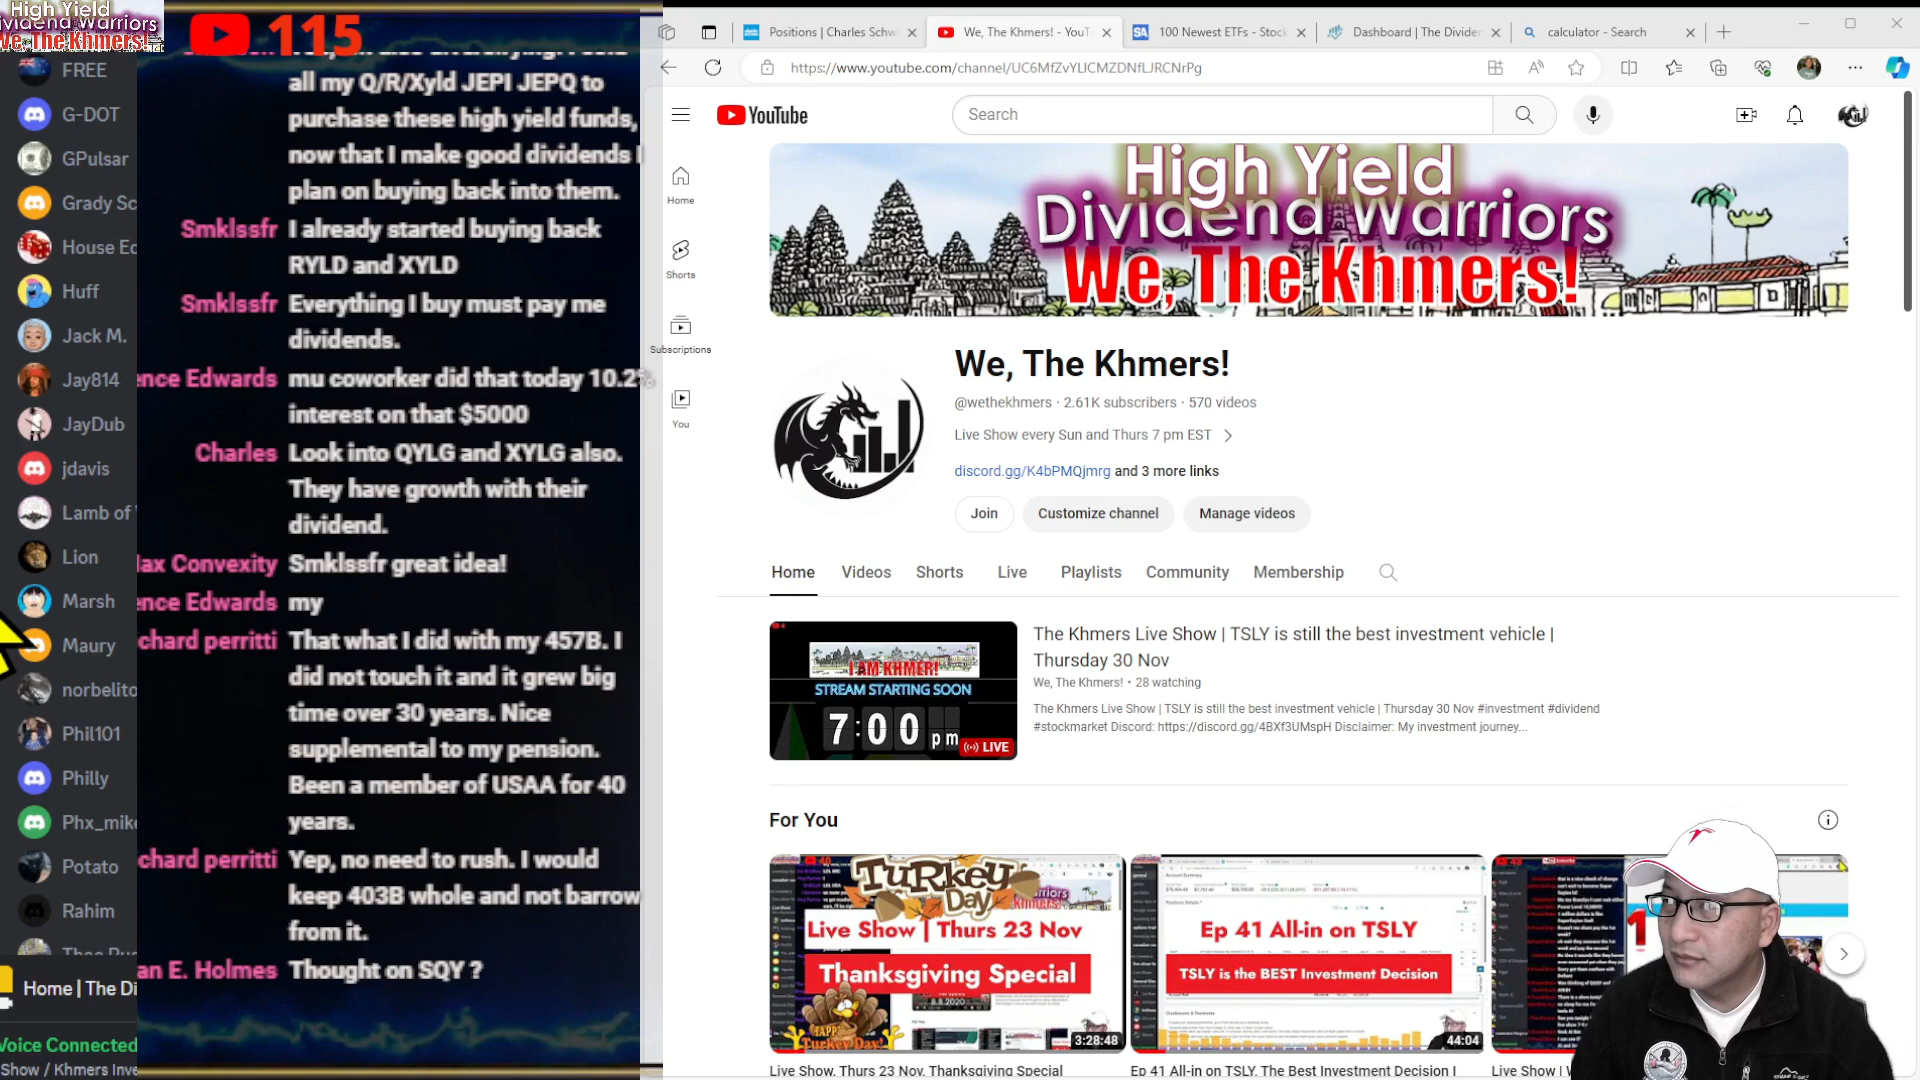 High Yield
Dividend Warriors
We, The Khmers!
FREE
G-DOT
GPulsar
Grady Sc
House Ed
Huff
Jack M.
Jay814
JayDub
jdavis
Lamb of
Lion
Marsh
Maury
norbelito
Phil101
Philly
Phx_mike
Potato
Rahim
Home | The Di
Voice Connected
Show / Khmers Inve
115
all my Q/R/Xyld JEPI JEPQ to
purchase these high yield funds,
now that I make good dividends I
plan on buying back into them.
Smklssfr I already started buying back
RYLD and XYLD
Smklssfr Everything I buy must pay me
dividends.
ence Edwards mu coworker did that today 10.2%
interest on that $5000
Charles Look into QYLG and XYLG also.
They have growth with their
dividend.
ax Convexity Smklssfr great idea!
ence Edwards my
chard perritti That what I did with my 457B. I
did not touch it and it grew big
time over 30 years. Nice
supplemental to my pension.
Been a member of USAA for 40
years.
chard perritti Yep, no need to rush. I would
keep 403B whole and not barrow
from it.
an E. Holmes Thought on SQY ?
Positions | Charles Schw
We, The Khmers! - YouT
SA 100 Newest ETFs - Stock
Dashboard | The Divider
calculator - Search
https://www.youtube.com/channel/UC6MfZvYLlCMZDNfLJRCNrPg
YouTube
Search
Home
Shorts
Subscriptions
You
High Yield
Dividend Warriors
We, The Khmers!
We, The Khmers!
@wethekhmers · 2.61K subscribers · 570 videos
Live Show every Sun and Thurs 7 pm EST
discord.gg/K4bPMQjmrg and 3 more links
Join Customize channel Manage videos
Home Videos Shorts Live Playlists Community Membership
I AM KHMER!
STREAM STARTING SOON
7:00 pm
LIVE
The Khmers Live Show | TSLY is still the best investment vehicle |
Thursday 30 Nov
We, The Khmers! • 28 watching
The Khmers Live Show | TSLY is still the best investment vehicle | Thursday 30 Nov #investment #dividend
#stockmarket Discord: https://discord.gg/4BXf3UMspH Disclaimer: My investment journey...
For You
Turkey
Day
Live Show | Thurs 23 Nov
Thanksgiving Special
8.8.2020
HAPPY
Turkey Day!
3:28:48
Ep 41 All-in on TSLY
TSLY is the BEST Investment Decision
44:04
Live Show, Thurs 23 Nov, Thanksgiving Special
Ep 41 All-in on TSLY, The Best Investment Decision I
Live Show |